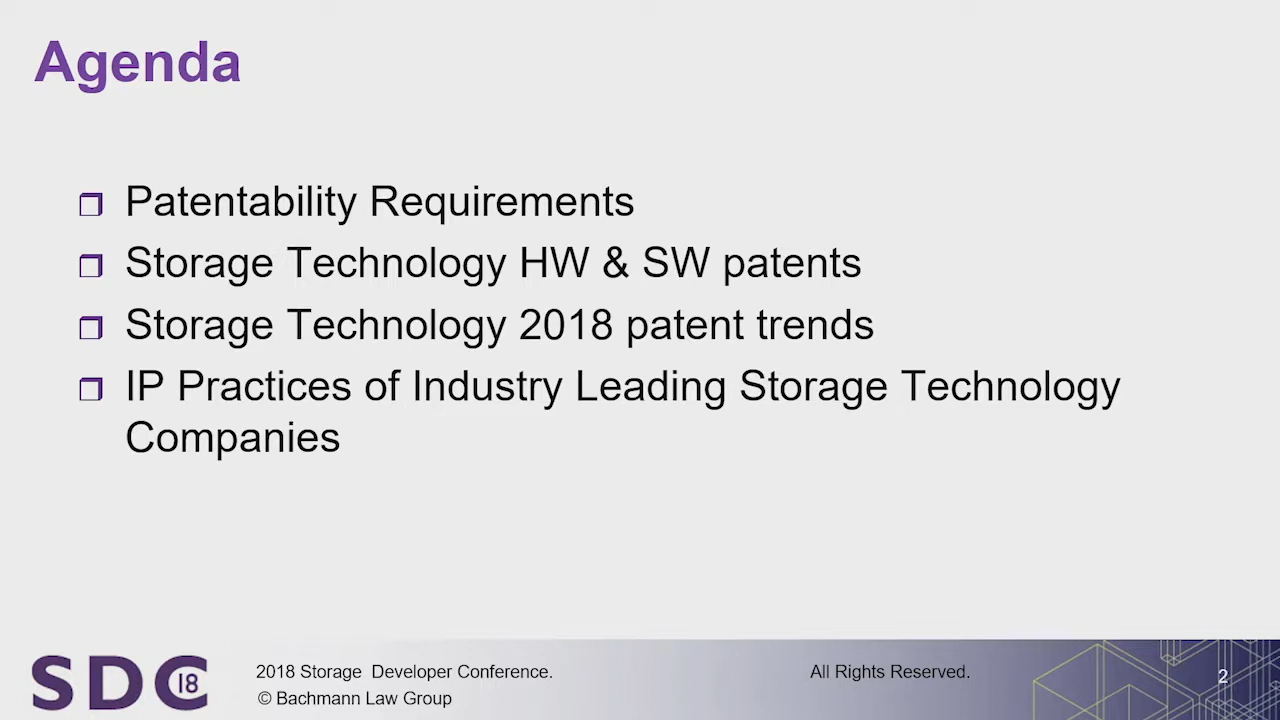 Agenda
Patentability Requirements
Storage Technology HW & SW patents
Storage Technology 2018 patent trends
IP Practices of Industry Leading Storage Technology
Companies
SDC 18
2018 Storage Developer Conference.
© Bachmann Law Group
All Rights Reserved.
2